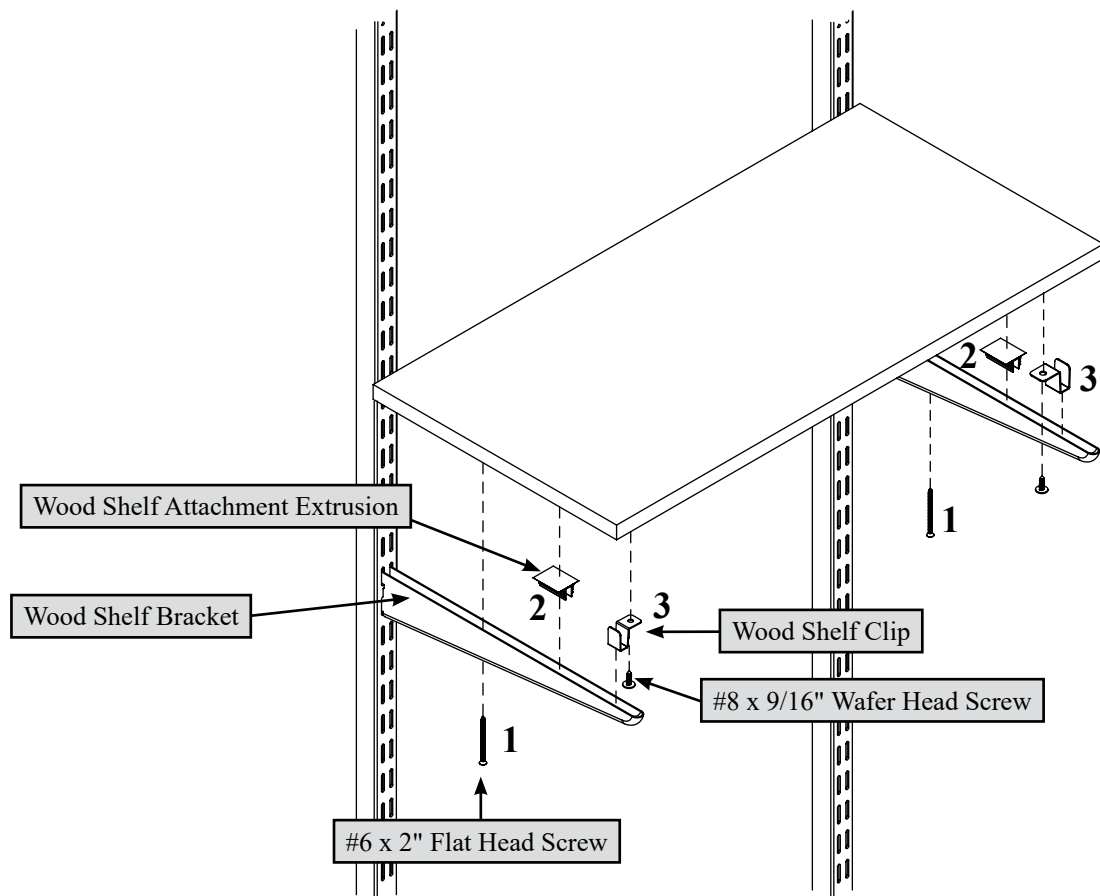 2
3
1
Wood Shelf Attachment Extrusion
Wood Shelf Bracket
2
3
Wood Shelf Clip
#8 x 9/16" Wafer Head Screw
1
#6 x 2" Flat Head Screw